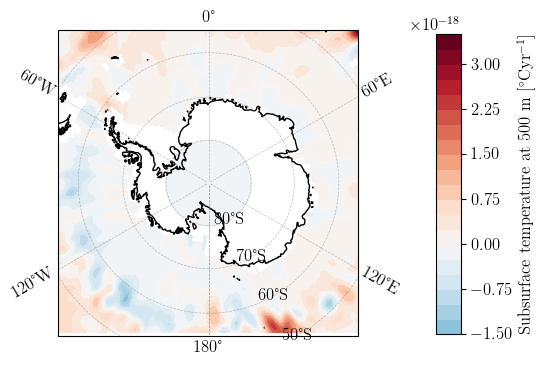 0°
×10⁻¹⁸
60°W
60°E
3.00
2.25
1.50
0.75
0.00
−0.75
−1.50
Subsurface temperature at 500 m [°Cyr⁻¹]
80°S
70°S
60°S
50°S
120°W
120°E
180°